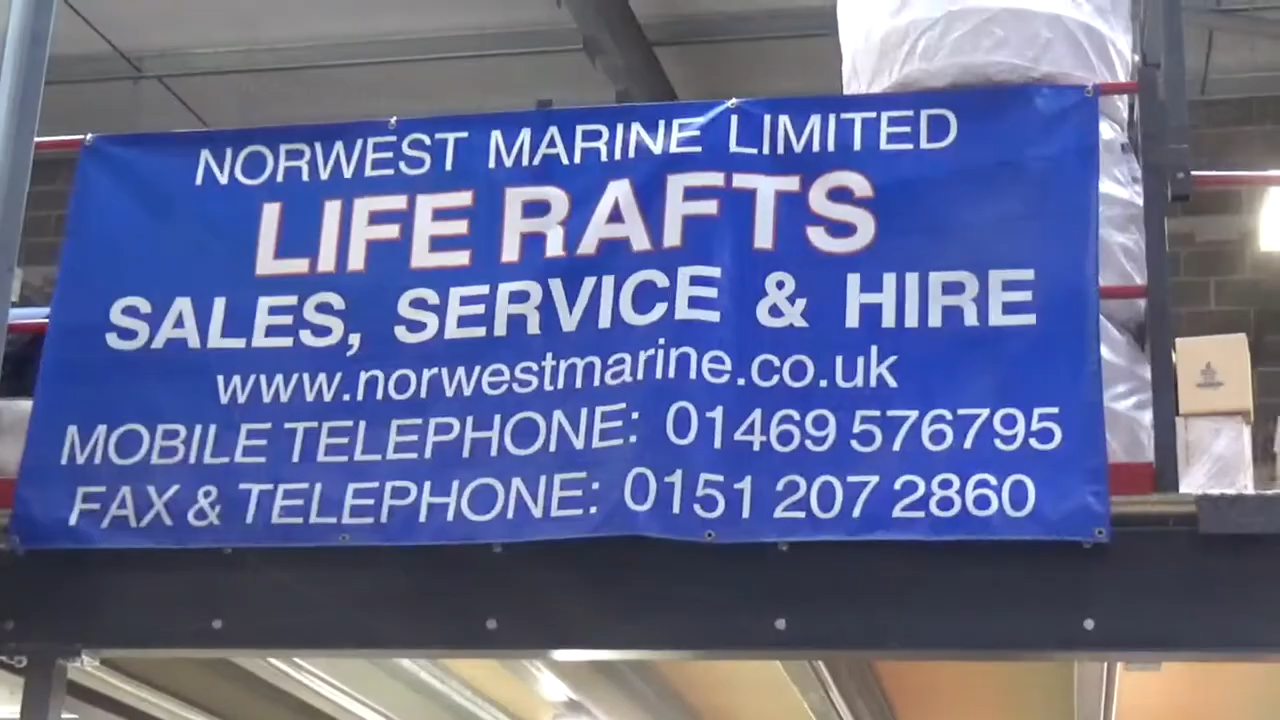 NORWEST MARINE LIMITED
LIFE RAFTS
SALES, SERVICE & HIRE
www.norwestmarine.co.uk
MOBILE TELEPHONE: 01469 576795
FAX & TELEPHONE: 0151 207 2860